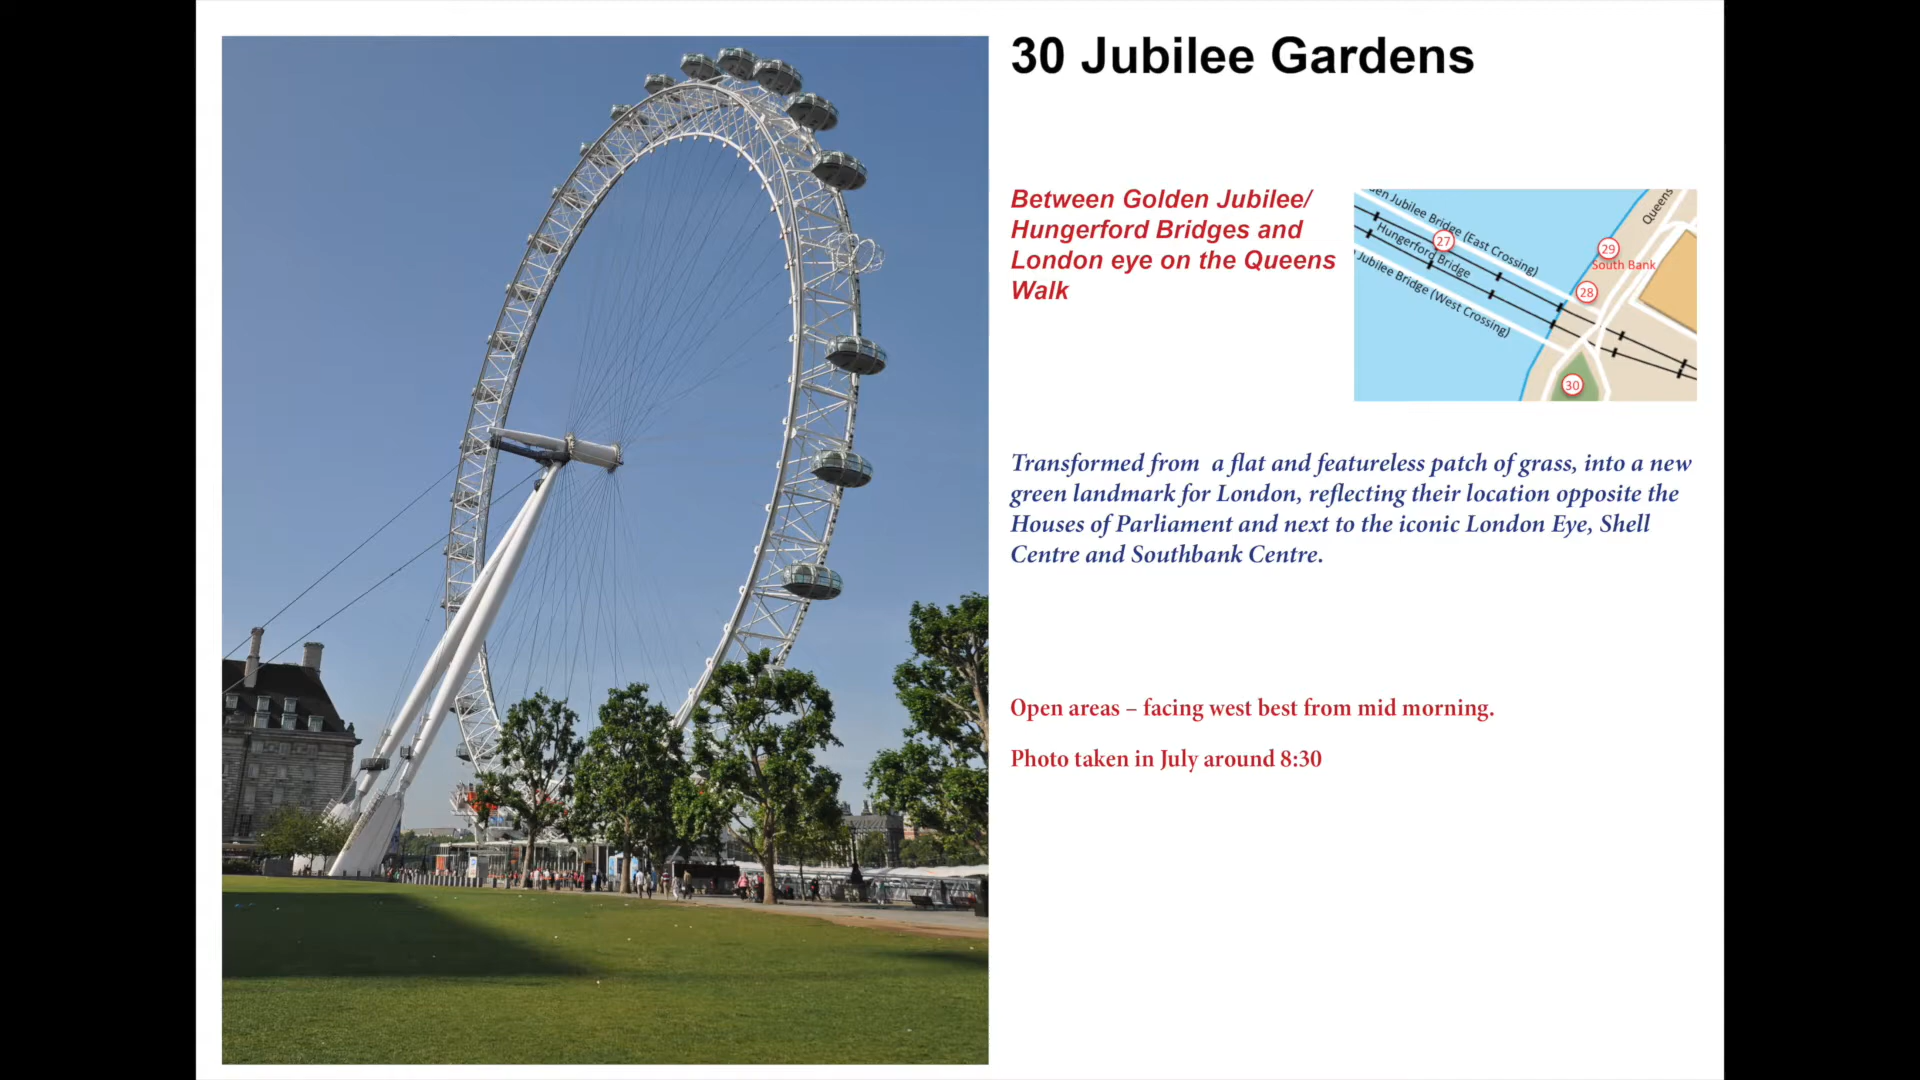 30 Jubilee Gardens
Between Golden Jubilee/
Hungerford Bridges and
London eye on the Queens
Walk
en Jubilee Bridge (East Crossing)
Hungerford Bridge
Jubilee Bridge (West Crossing)
Queens
27
29
South Bank
28
30
Transformed from a flat and featureless patch of grass, into a new
green landmark for London, reflecting their location opposite the
Houses of Parliament and next to the iconic London Eye, Shell
Centre and Southbank Centre.
Open areas – facing west best from mid morning.
Photo taken in July around 8:30